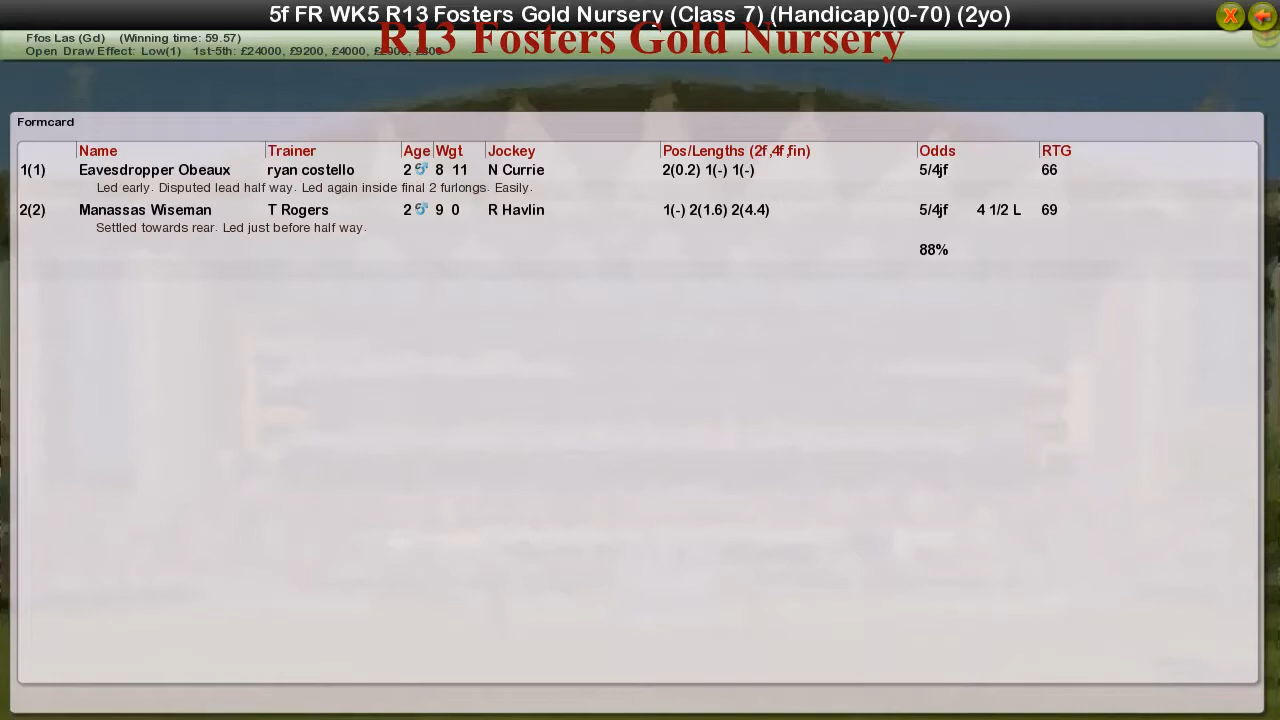 5f FR WK5 R13 Fosters Gold Nursery (Class 7) (Handicap)(0-70) (2yo)
R13 Fosters Gold Nursery
Ffos Las (Gd) (Winning time: 59.57)
Open Draw Effect: Low(1) 1st-5th: £24000, £9200, £4000,
Formcard
Name Trainer Age Wgt Jockey Pos/Lengths (2f,4f,fin) Odds RTG
1(1) Eavesdropper Obeaux ryan costello 2 8 11 N Currie 2(0.2) 1(-) 1(-) 5/4jf 66
Led early. Disputed lead half way. Led again inside final 2 furlongs. Easily.
2(2) Manassas Wiseman T Rogers 2 9 0 R Havlin 1(-) 2(1.6) 2(4.4) 5/4jf 4 1/2 L 69
Settled towards rear. Led just before half way.
88%